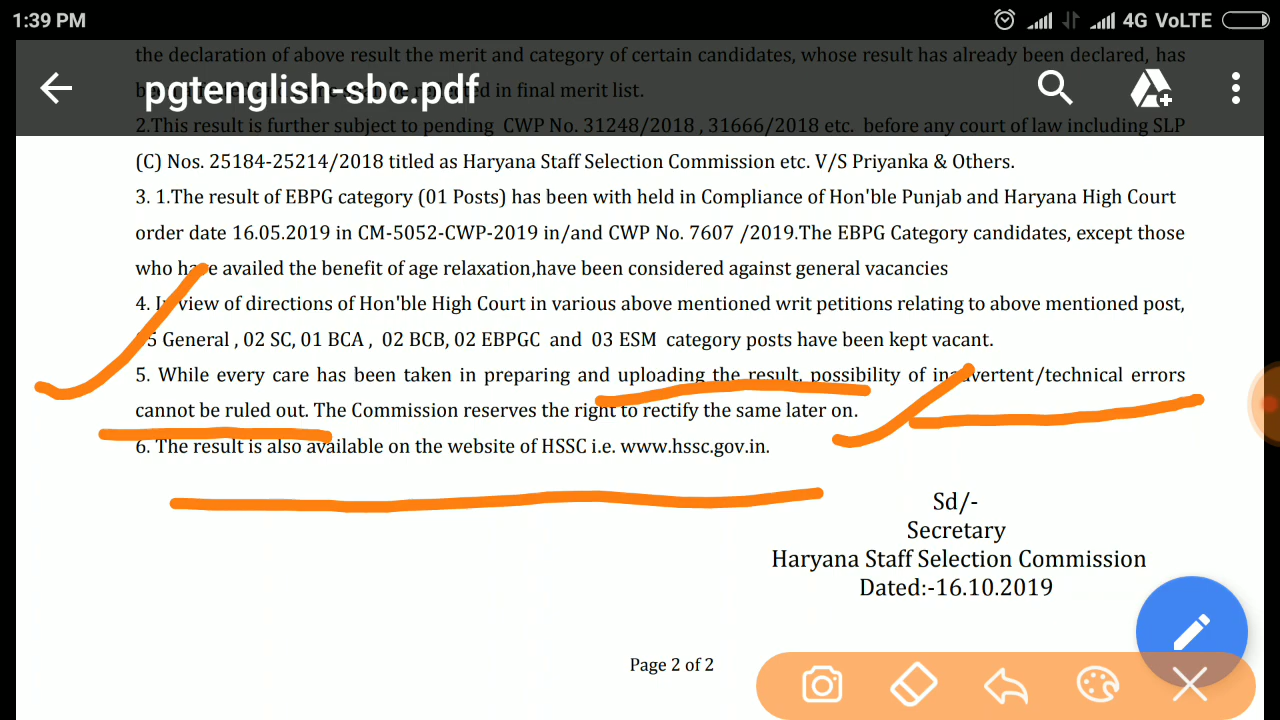 1:39 PM
4G VoLTE
the declaration of above result the merit and category of certain candidates, whose result has already been declared, has
pgtenglish-sbc.pdf
in final merit list.
2.This result is further subject to pending CWP No. 31248/2018 , 31666/2018 etc. before any court of law including SLP
(C) Nos. 25184-25214/2018 titled as Haryana Staff Selection Commission etc. V/S Priyanka & Others.
3. 1.The result of EBPG category (01 Posts) has been with held in Compliance of Hon'ble Punjab and Haryana High Court
order date 16.05.2019 in CM-5052-CWP-2019 in/and CWP No. 7607 /2019.The EBPG Category candidates, except those
who have availed the benefit of age relaxation,have been considered against general vacancies
4. In view of directions of Hon'ble High Court in various above mentioned writ petitions relating to above mentioned post,
5 General , 02 SC, 01 BCA , 02 BCB, 02 EBPGC and 03 ESM category posts have been kept vacant.
5. While every care has been taken in preparing and uploading the result, possibility of inadvertent/technical errors
cannot be ruled out. The Commission reserves the right to rectify the same later on.
6. The result is also available on the website of HSSC i.e. www.hssc.gov.in.
Sd/-
Secretary
Haryana Staff Selection Commission
Dated:-16.10.2019
Page 2 of 2